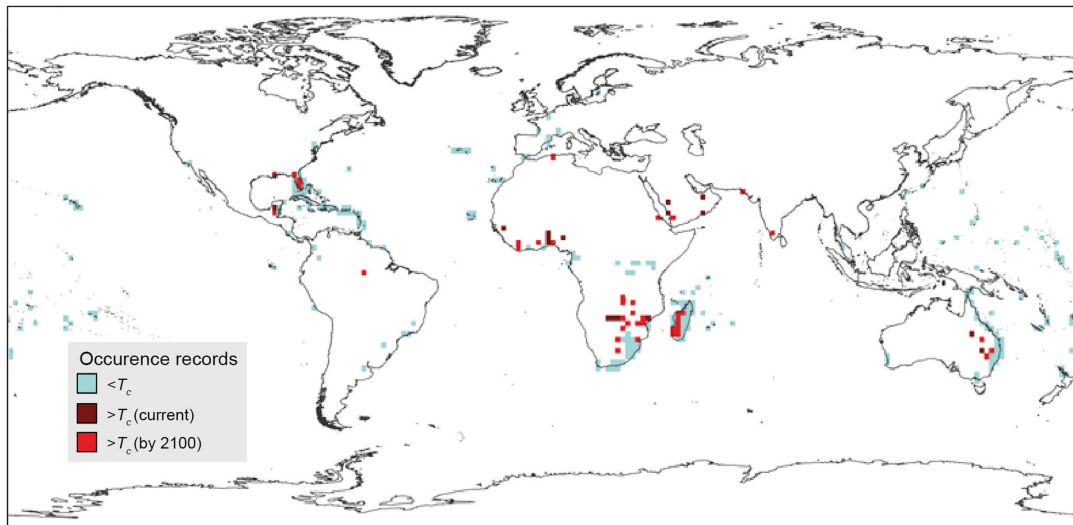 Occurence records
<Tc
>Tc (current)
>Tc (by 2100)